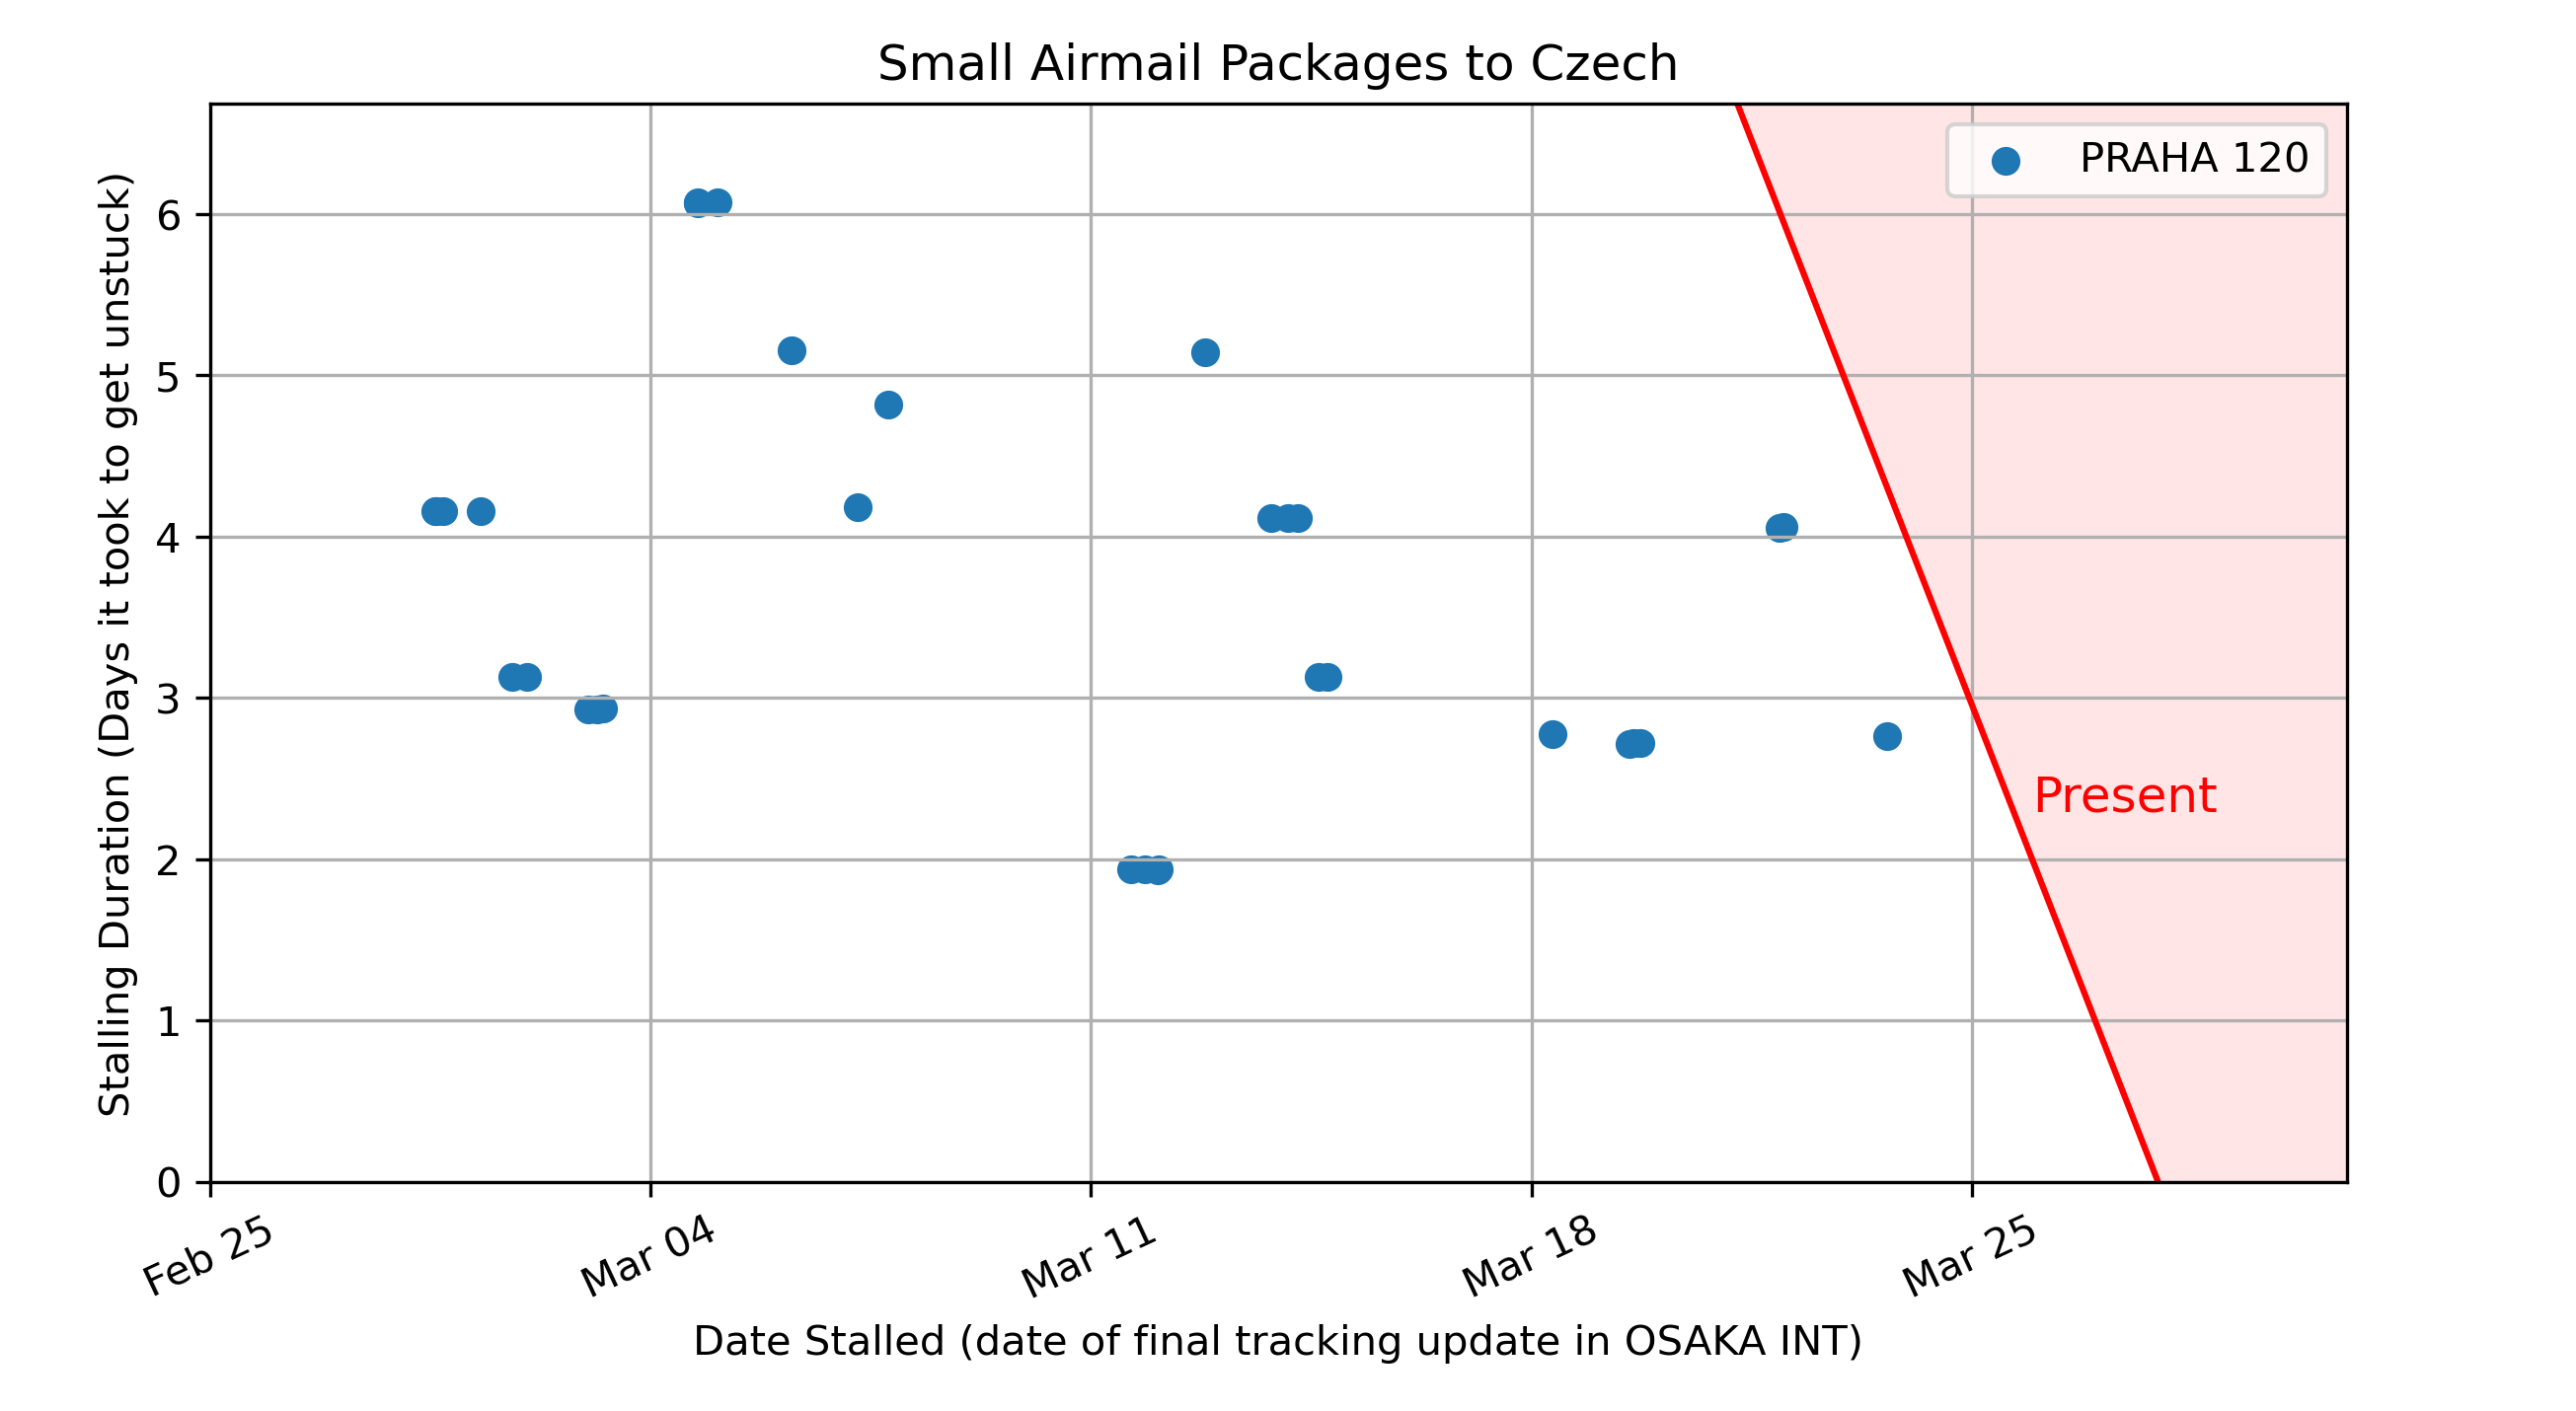 Small Airmail Packages to Czech
PRAHA 120
Stalling Duration (Days it took to get unstuck)
6
5
4
3
2
1
0
Present
Feb 25
Mar 04
Mar 11
Mar 18
Mar 25
Date Stalled (date of final tracking update in OSAKA INT)